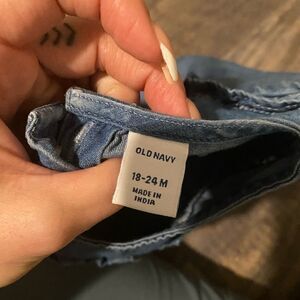 OLD NAVY
18-24 M
MADE IN
INDIA